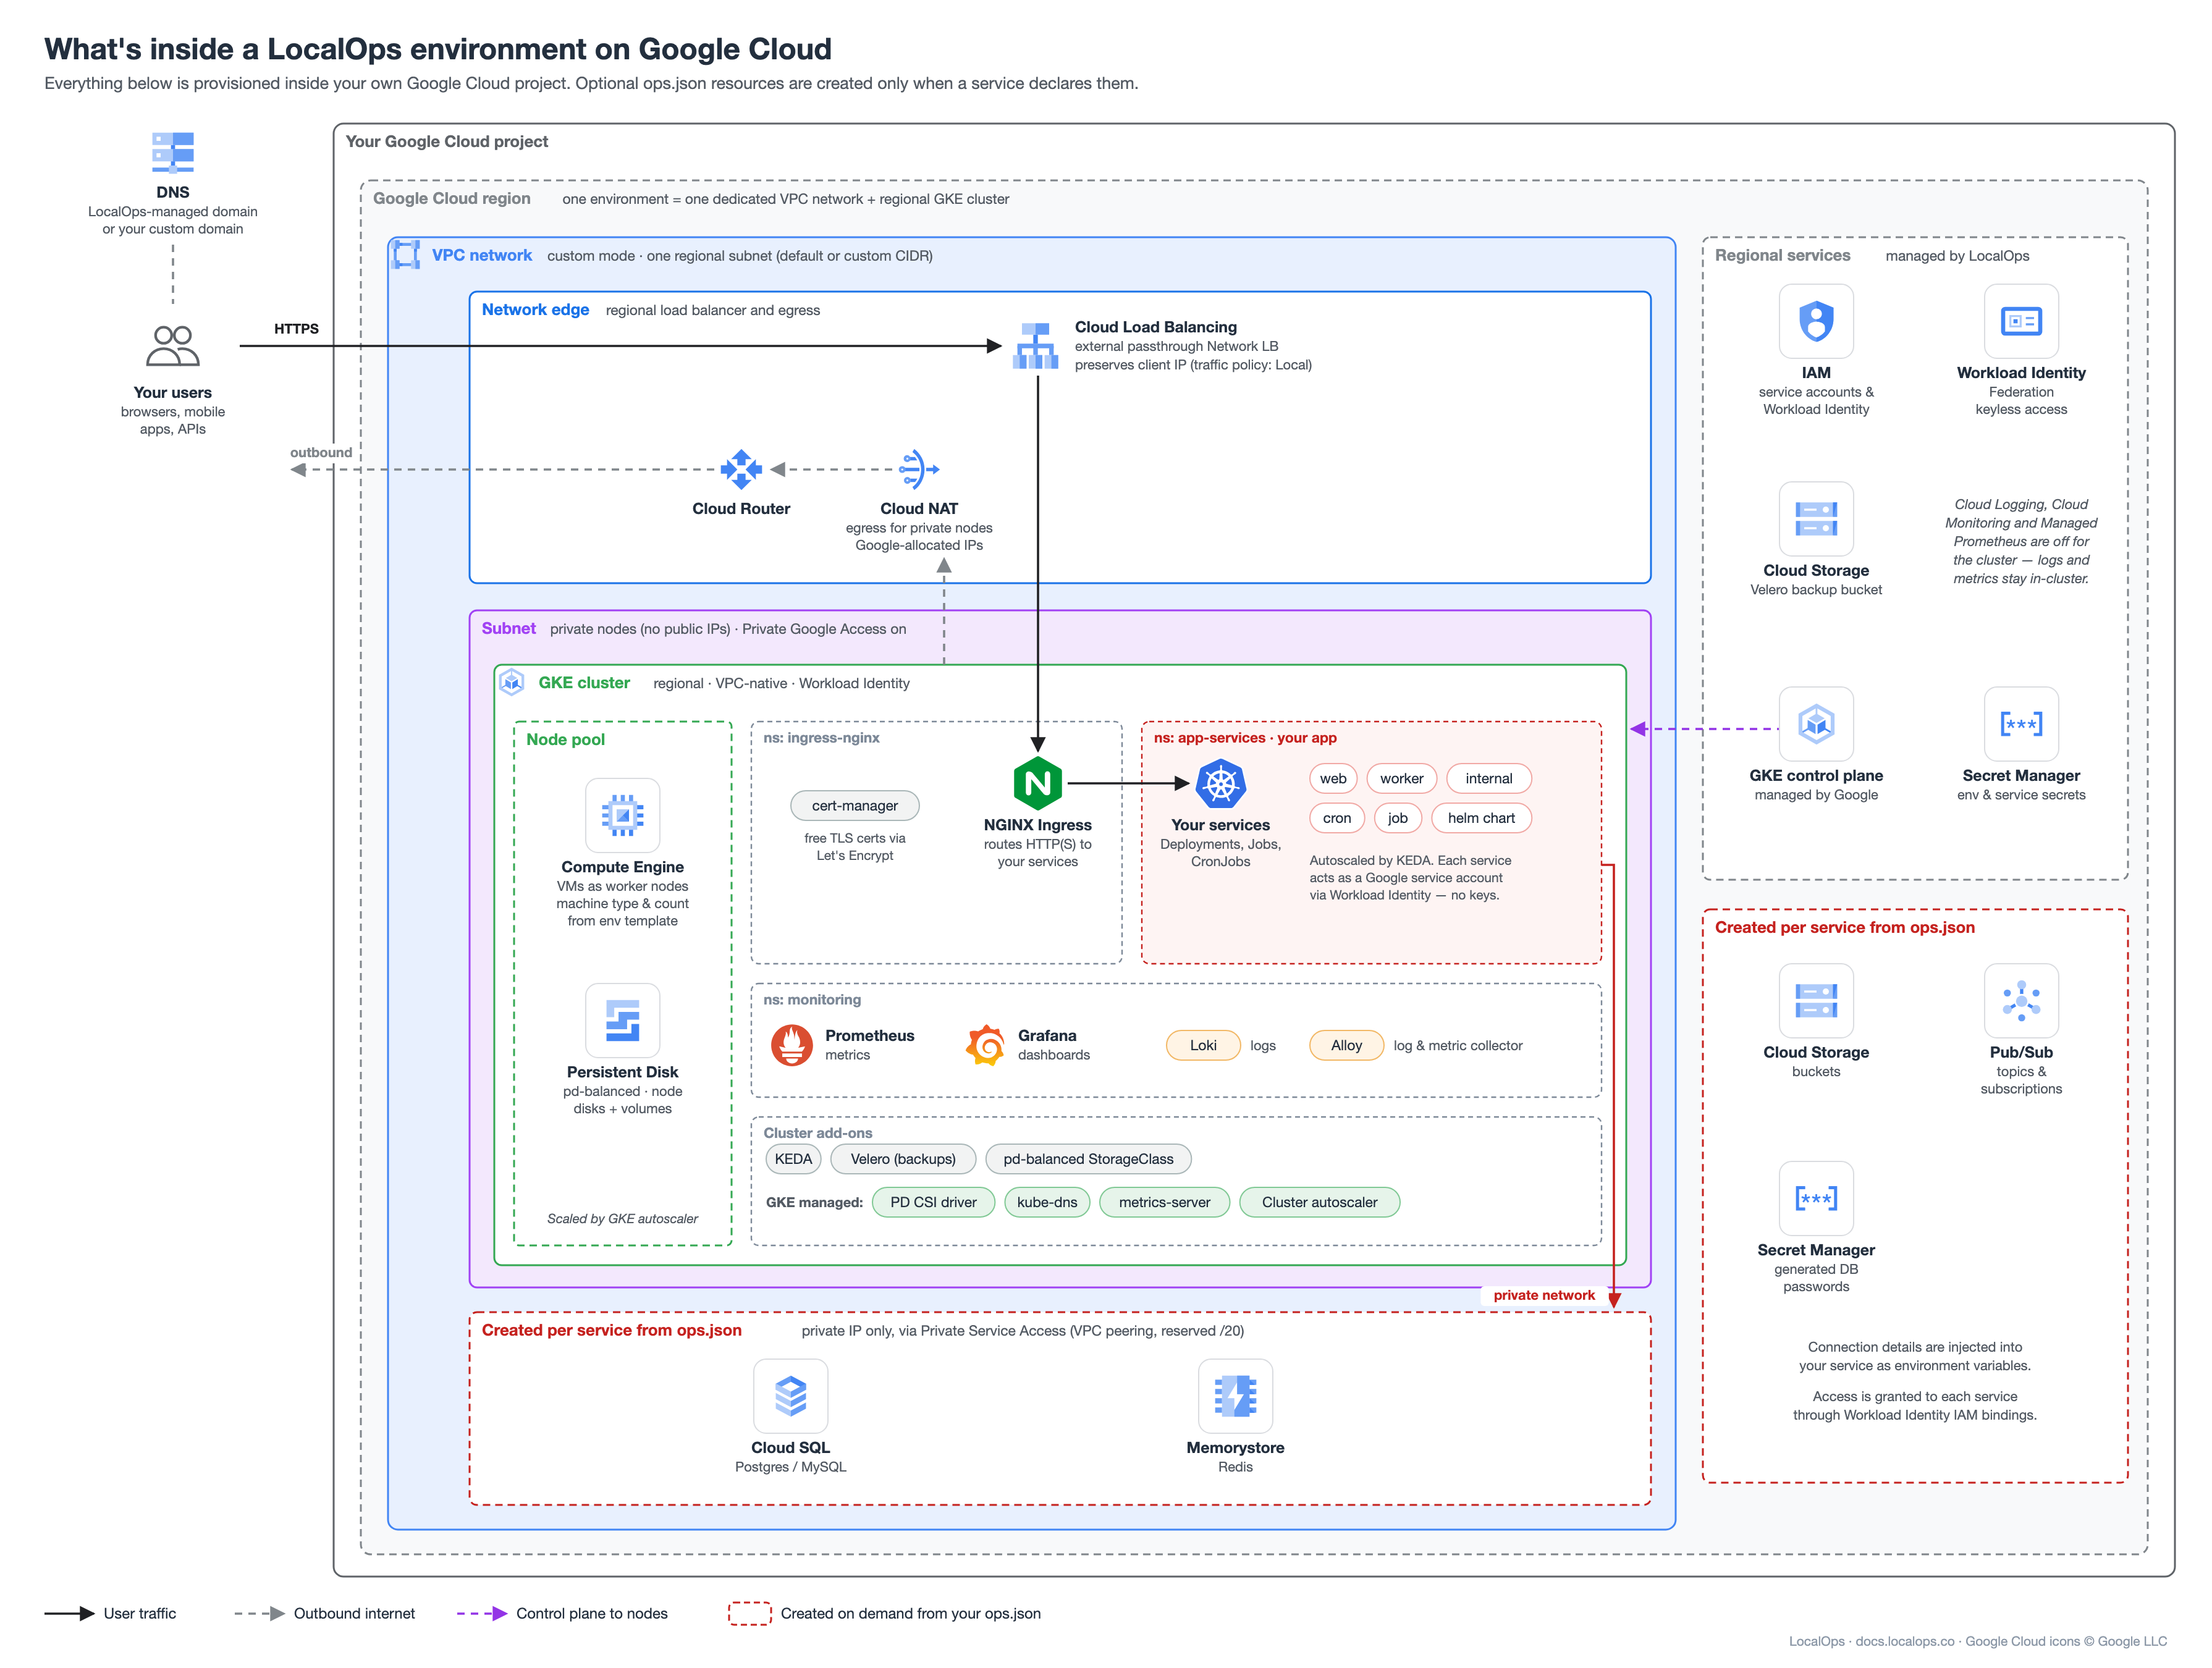 What's inside a LocalOps environment on Google Cloud
Everything below is provisioned inside your own Google Cloud project. Optional ops.json resources are created only when a service declares them.
DNS
LocalOps-managed domain
or your custom domain
HTTPS
Your users
browsers, mobile
apps, APIs
outbound
Your Google Cloud project
Google Cloud region
one environment = one dedicated VPC network + regional GKE cluster
VPC network
custom mode · one regional subnet (default or custom CIDR)
Network edge
regional load balancer and egress
Cloud Load Balancing
external passthrough Network LB
preserves client IP (traffic policy: Local)
Cloud Router
Cloud NAT
egress for private nodes
Google-allocated IPs
Subnet
private nodes (no public IPs) · Private Google Access on
GKE cluster
regional · VPC-native · Workload Identity
Node pool
Compute Engine
VMs as worker nodes
machine type & count
from env template
Persistent Disk
pd-balanced · node
disks + volumes
Scaled by GKE autoscaler
ns: ingress-nginx
cert-manager
free TLS certs via
Let's Encrypt
N
NGINX Ingress
routes HTTP(S) to
your services
ns: app-services · your app
Your services
Deployments, Jobs,
CronJobs
web
worker
internal
cron
job
helm chart
Autoscaled by KEDA. Each service
acts as a Google service account
via Workload Identity — no keys.
ns: monitoring
Prometheus
metrics
Grafana
dashboards
Loki
logs
Alloy
log & metric collector
Cluster add-ons
KEDA
Velero (backups)
pd-balanced StorageClass
GKE managed:
PD CSI driver
kube-dns
metrics-server
Cluster autoscaler
private network
Created per service from ops.json
private IP only, via Private Service Access (VPC peering, reserved /20)
Cloud SQL
Postgres / MySQL
Memorystore
Redis
Regional services
managed by LocalOps
IAM
service accounts &
Workload Identity
Workload Identity
Federation
keyless access
Cloud Storage
Velero backup bucket
Cloud Logging, Cloud
Monitoring and Managed
Prometheus are off for
the cluster — logs and
metrics stay in-cluster.
GKE control plane
managed by Google
[***]
Secret Manager
env & service secrets
Created per service from ops.json
Cloud Storage
buckets
Pub/Sub
topics &
subscriptions
[***]
Secret Manager
generated DB
passwords
Connection details are injected into
your service as environment variables.
Access is granted to each service
through Workload Identity IAM bindings.
User traffic
Outbound internet
Control plane to nodes
Created on demand from your ops.json
LocalOps · docs.localops.co · Google Cloud icons © Google LLC